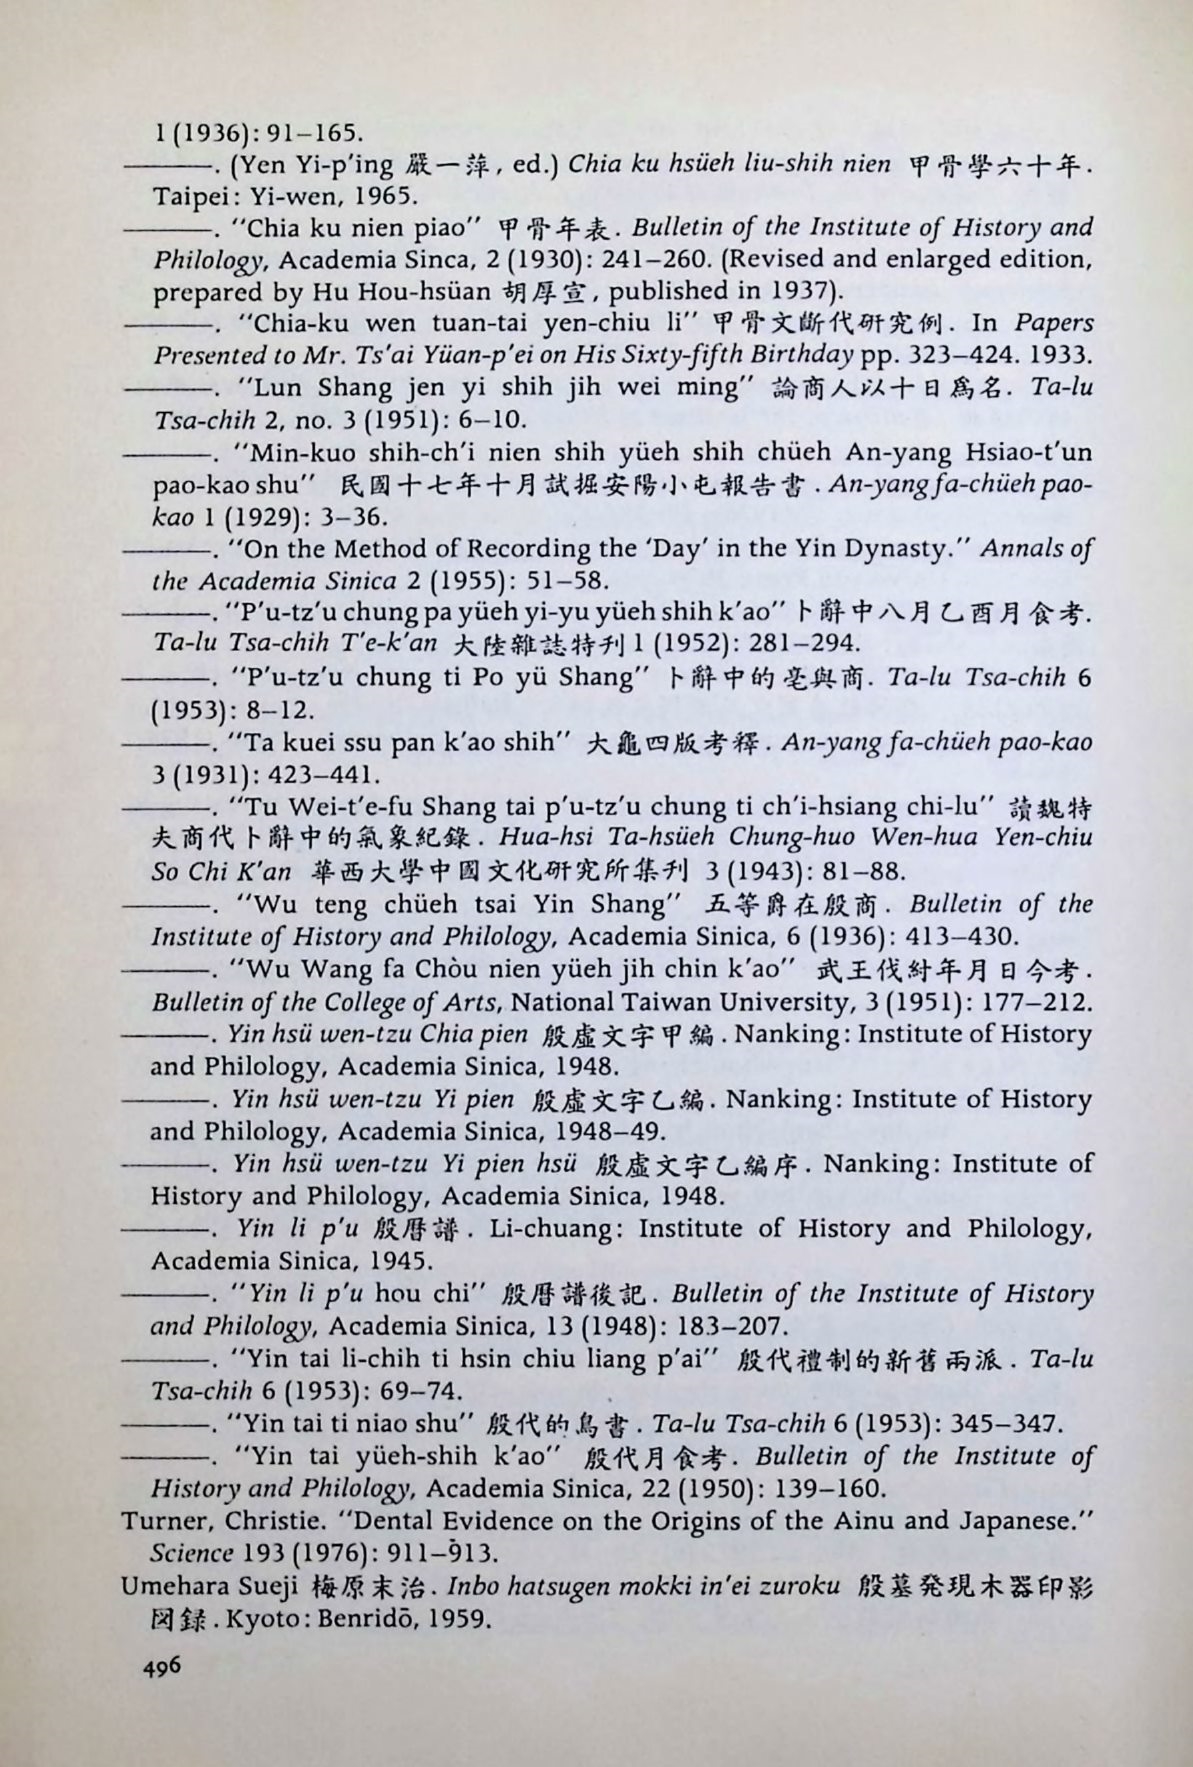 1 (1936): 91–165.
———. (Yen Yi-p'ing 嚴一萍, ed.) Chia ku hsüeh liu-shih nien 甲骨學六十年.
Taipei: Yi-wen, 1965.
———. "Chia ku nien piao" 甲骨年表. Bulletin of the Institute of History and
Philology, Academia Sinca, 2 (1930): 241–260. (Revised and enlarged edition,
prepared by Hu Hou-hsüan 胡厚宣, published in 1937).
———. "Chia-ku wen tuan-tai yen-chiu li" 甲骨文斷代研究例. In Papers
Presented to Mr. Ts'ai Yüan-p'ei on His Sixty-fifth Birthday pp. 323–424. 1933.
———. "Lun Shang jen yi shih jih wei ming" 論商人以十日爲名. Ta-lu
Tsa-chih 2, no. 3 (1951): 6–10.
———. "Min-kuo shih-ch'i nien shih yüeh shih chüeh An-yang Hsiao-t'un
pao-kao shu" 民國十七年十月試掘安陽小屯報告書. An-yang fa-chüeh pao-
kao 1 (1929): 3–36.
———. "On the Method of Recording the 'Day' in the Yin Dynasty." Annals of
the Academia Sinica 2 (1955): 51–58.
———. "P'u-tz'u chung pa yüeh yi-yu yüeh shih k'ao" 卜辭中八月乙酉月食考.
Ta-lu Tsa-chih T'e-k'an 大陸雜誌特刊 1 (1952): 281–294.
———. "P'u-tz'u chung ti Po yü Shang" 卜辭中的亳與商. Ta-lu Tsa-chih 6
(1953): 8–12.
———. "Ta kuei ssu pan k'ao shih" 大龜四版考釋. An-yang fa-chüeh pao-kao
3 (1931): 423–441.
———. "Tu Wei-t'e-fu Shang tai p'u-tz'u chung ti ch'i-hsiang chi-lu" 讀魏特
夫商代卜辭中的氣象紀錄. Hua-hsi Ta-hsüeh Chung-huo Wen-hua Yen-chiu
So Chi K'an 華西大學中國文化研究所集刊 3 (1943): 81–88.
———. "Wu teng chüeh tsai Yin Shang" 五等爵在殷商. Bulletin of the
Institute of History and Philology, Academia Sinica, 6 (1936): 413–430.
———. "Wu Wang fa Chòu nien yüeh jih chin k'ao" 武王伐紂年月日今考.
Bulletin of the College of Arts, National Taiwan University, 3 (1951): 177–212.
———. Yin hsü wen-tzu Chia pien 殷虛文字甲編. Nanking: Institute of History
and Philology, Academia Sinica, 1948.
———. Yin hsü wen-tzu Yi pien 殷虛文字乙編. Nanking: Institute of History
and Philology, Academia Sinica, 1948–49.
———. Yin hsü wen-tzu Yi pien hsü 殷虛文字乙編序. Nanking: Institute of
History and Philology, Academia Sinica, 1948.
———. Yin li p'u 殷曆譜. Li-chuang: Institute of History and Philology,
Academia Sinica, 1945.
———. "Yin li p'u hou chi" 殷曆譜後記. Bulletin of the Institute of History
and Philology, Academia Sinica, 13 (1948): 183–207.
———. "Yin tai li-chih ti hsin chiu liang p'ai" 殷代禮制的新舊兩派. Ta-lu
Tsa-chih 6 (1953): 69–74.
———. "Yin tai ti niao shu" 殷代的鳥書. Ta-lu Tsa-chih 6 (1953): 345–347.
———. "Yin tai yüeh-shih k'ao" 殷代月食考. Bulletin of the Institute of
History and Philology, Academia Sinica, 22 (1950): 139–160.
Turner, Christie. "Dental Evidence on the Origins of the Ainu and Japanese."
Science 193 (1976): 911–913.
Umehara Sueji 梅原末治. Inbo hatsugen mokki in'ei zuroku 殷墓発現木器印影
図録. Kyoto: Benridō, 1959.
496